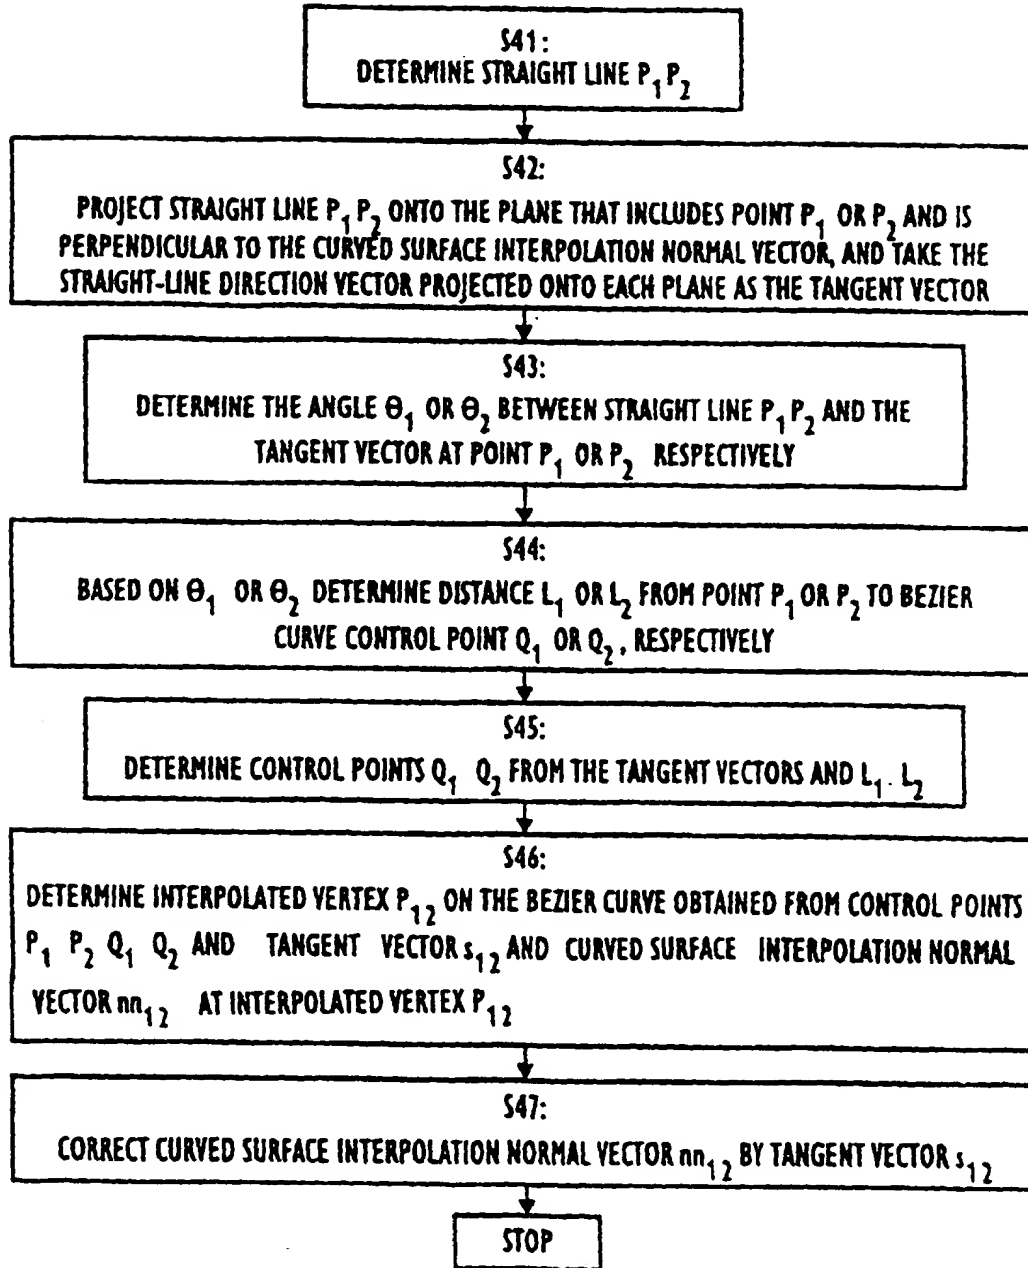 S41:
DETERMINE STRAIGHT LINE P₁P₂
S42:
PROJECT STRAIGHT LINE P₁ P₂ ONTO THE PLANE THAT INCLUDES POINT P₁ OR P₂ AND IS
PERPENDICULAR TO THE CURVED SURFACE INTERPOLATION NORMAL VECTOR, AND TAKE THE
STRAIGHT-LINE DIRECTION VECTOR PROJECTED ONTO EACH PLANE AS THE TANGENT VECTOR
S43:
DETERMINE THE ANGLE Θ₁ OR Θ₂ BETWEEN STRAIGHT LINE P₁ P₂ AND THE
TANGENT VECTOR AT POINT P₁ OR P₂ RESPECTIVELY
S44:
BASED ON Θ₁ OR Θ₂ DETERMINE DISTANCE L₁ OR L₂ FROM POINT P₁ OR P₂ TO BEZIER
CURVE CONTROL POINT Q₁ OR Q₂, RESPECTIVELY
S45:
DETERMINE CONTROL POINTS Q₁ Q₂ FROM THE TANGENT VECTORS AND L₁. L₂
S46:
DETERMINE INTERPOLATED VERTEX P₁₂ ON THE BEZIER CURVE OBTAINED FROM CONTROL POINTS
P₁ P₂ Q₁ Q₂ AND TANGENT VECTOR s₁₂ AND CURVED SURFACE INTERPOLATION NORMAL
VECTOR nn₁₂ AT INTERPOLATED VERTEX P₁₂
S47:
CORRECT CURVED SURFACE INTERPOLATION NORMAL VECTOR nn₁₂ BY TANGENT VECTOR s₁₂
STOP